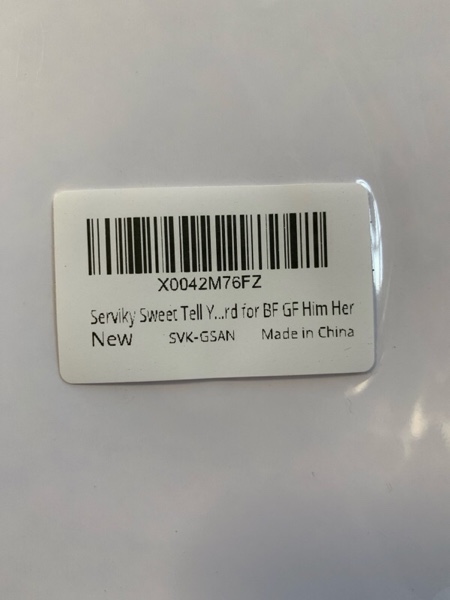 X0042M76FZ
Serviky Sweet Tell Y...rd for BF GF Him Her
New SVK-GSAN Made in China